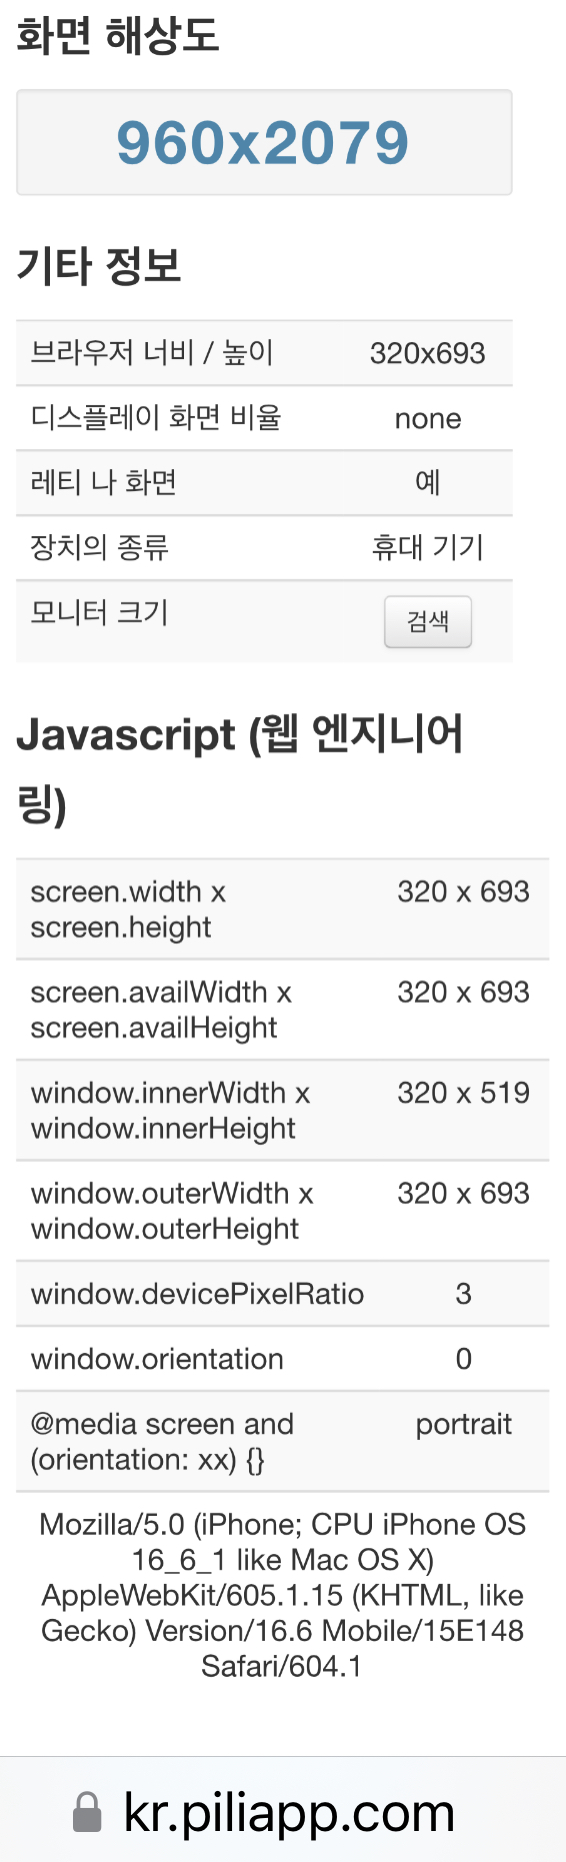 화면 해상도
960x2079
기타 정보
브라우저 너비 / 높이 320x693
디스플레이 화면 비율 none
레티 나 화면 예
장치의 종류 휴대 기기
모니터 크기 검색
Javascript (웹 엔지니어
링)
screen.width x 320 x 693
screen.height
screen.availWidth x 320 x 693
screen.availHeight
window.innerWidth x 320 x 519
window.innerHeight
window.outerWidth x 320 x 693
window.outerHeight
window.devicePixelRatio 3
window.orientation 0
@media screen and portrait
(orientation: xx) {}
Mozilla/5.0 (iPhone; CPU iPhone OS
16_6_1 like Mac OS X)
AppleWebKit/605.1.15 (KHTML, like
Gecko) Version/16.6 Mobile/15E148
Safari/604.1
kr.piliapp.com